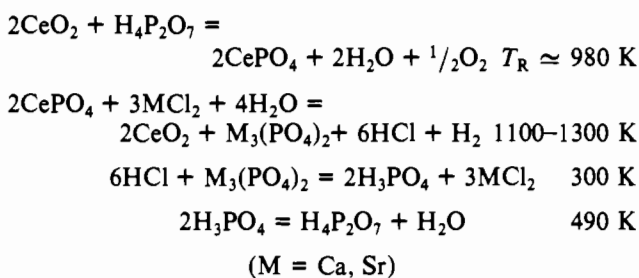 2CeO₂ + H₄P₂O₇ =
2CePO₄ + 2H₂O + ¹/₂O₂ T_R ≃ 980 K
2CePO₄ + 3MCl₂ + 4H₂O =
2CeO₂ + M₃(PO₄)₂+ 6HCl + H₂ 1100–1300 K
6HCl + M₃(PO₄)₂ = 2H₃PO₄ + 3MCl₂ 300 K
2H₃PO₄ = H₄P₂O₇ + H₂O 490 K
(M = Ca, Sr)